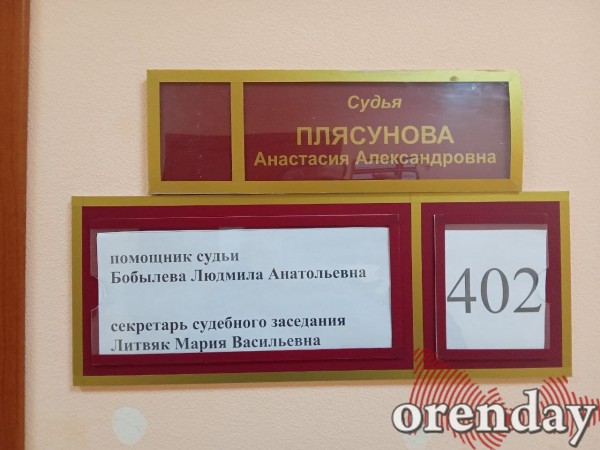 Судья
ПЛЯСУНОВА
Анастасия Александровна
помощник судьи
Бобылева Людмила Анатольевна
секретарь судебного заседания
Литвяк Мария Васильевна
402
orenday